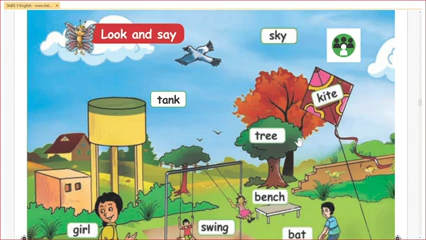 Look and say
sky
tank
kite
tree
bench
girl
swing
bat